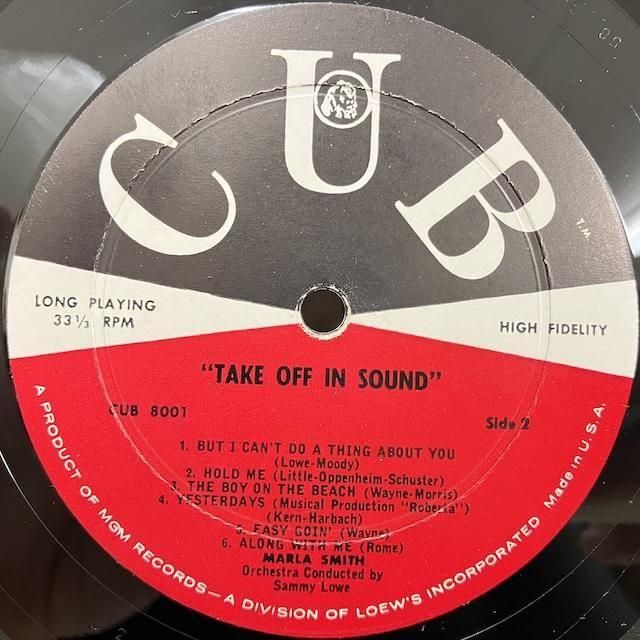 CUB
T.M.
LONG PLAYING
33 1/3 RPM
HIGH FIDELITY
"TAKE OFF IN SOUND"
CUB 8001
Side 2
1. BUT I CAN'T DO A THING ABOUT YOU
(Lowe-Moody)
2. HOLD ME (Little-Oppenheim-Schuster)
3. THE BOY ON THE BEACH (Wayne-Morris)
4. YESTERDAYS (Musical Production "Roberta")
(Kern-Harbach)
5. EASY GOIN' (Wayne)
6. ALONG WITH ME (Rome)
MARLA SMITH
Orchestra Conducted by
Sammy Lowe
A PRODUCT OF MGM RECORDS—A DIVISION OF LOEW'S INCORPORATED Made in U.S.A.